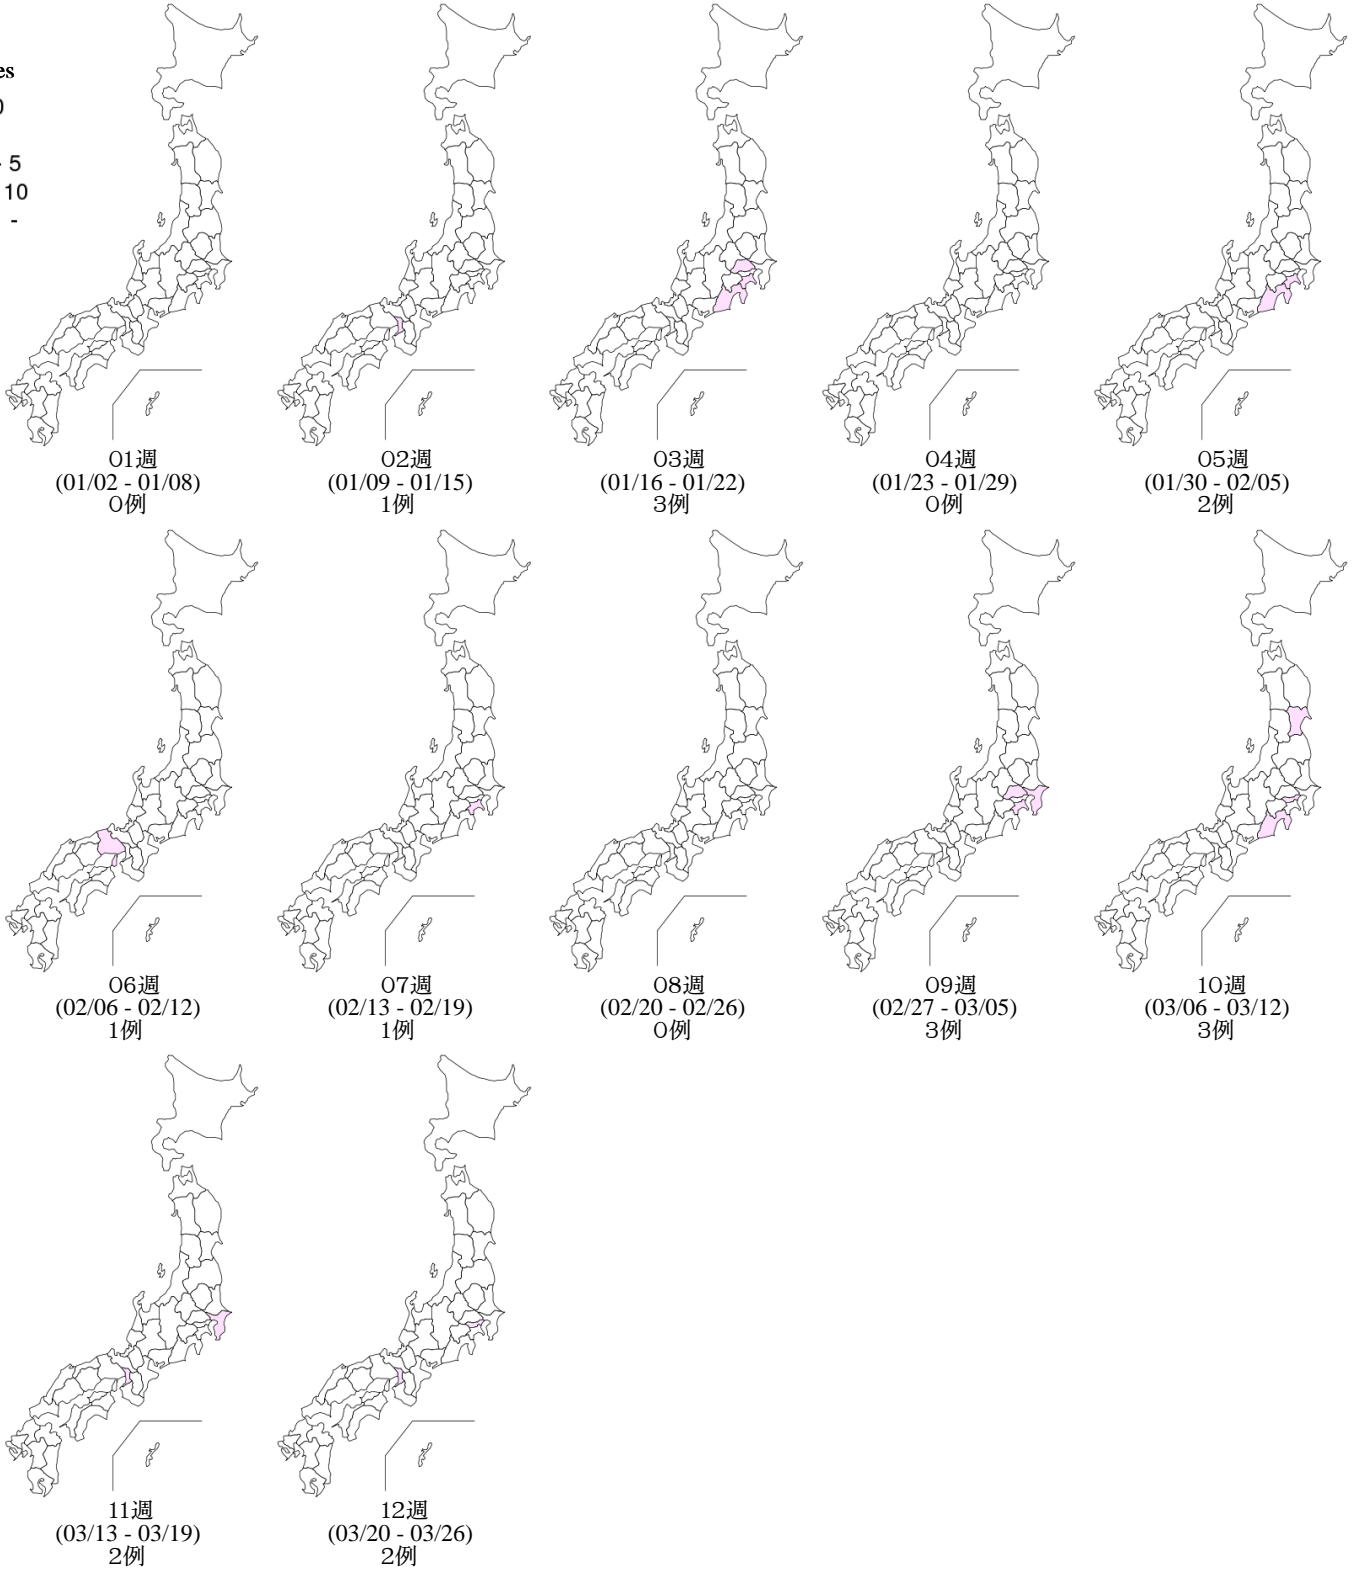 es
0
- 5
10
-
01週
(01/02 - 01/08)
0例
02週
(01/09 - 01/15)
1例
03週
(01/16 - 01/22)
3例
04週
(01/23 - 01/29)
0例
05週
(01/30 - 02/05)
2例
06週
(02/06 - 02/12)
1例
07週
(02/13 - 02/19)
1例
08週
(02/20 - 02/26)
0例
09週
(02/27 - 03/05)
3例
10週
(03/06 - 03/12)
3例
11週
(03/13 - 03/19)
2例
12週
(03/20 - 03/26)
2例